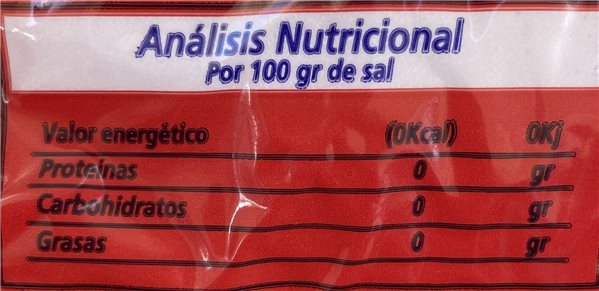 Análisis Nutricional
Por 100 gr de sal
Valor energético (0Kcal) 0Kj
Proteinas 0 gr
Carbohidratos 0 gr
Grasas 0 gr